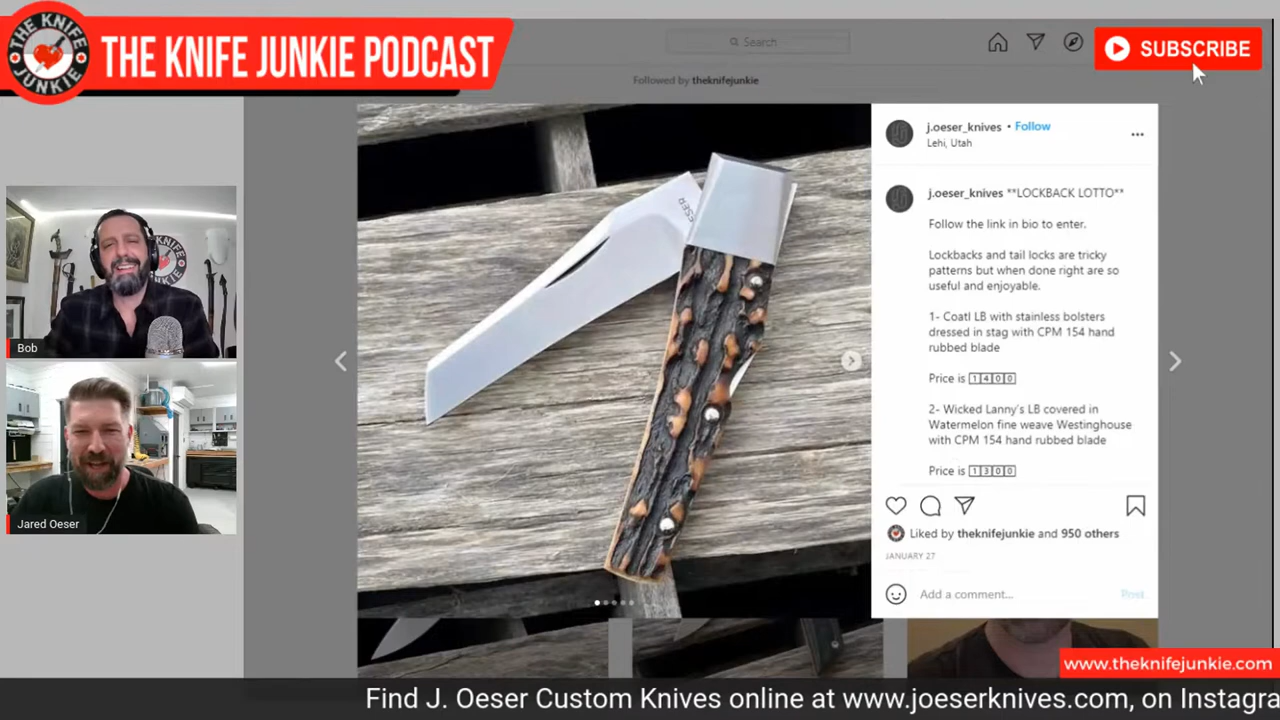 THE KNIFE JUNKIE
THE KNIFE JUNKIE PODCAST
Search
SUBSCRIBE
Followed by theknifejunkie
j.oeser_knives • Follow
Lehi, Utah
j.oeser_knives **LOCKBACK LOTTO**
Follow the link in bio to enter.
Lockbacks and tail locks are tricky
patterns but when done right are so
useful and enjoyable.
1- Coatl LB with stainless bolsters
dressed in stag with CPM 154 hand
rubbed blade
Price is 1400
2- Wicked Lanny's LB covered in
Watermelon fine weave Westinghouse
with CPM 154 hand rubbed blade
Price is 1300
Liked by theknifejunkie and 950 others
JANUARY 27
Add a comment...
Post
ESER
THE KNIFE
JUNKIE
Bob
Jared Oeser
www.theknifejunkie.com
Find J. Oeser Custom Knives online at www.joeserknives.com, on Instagra